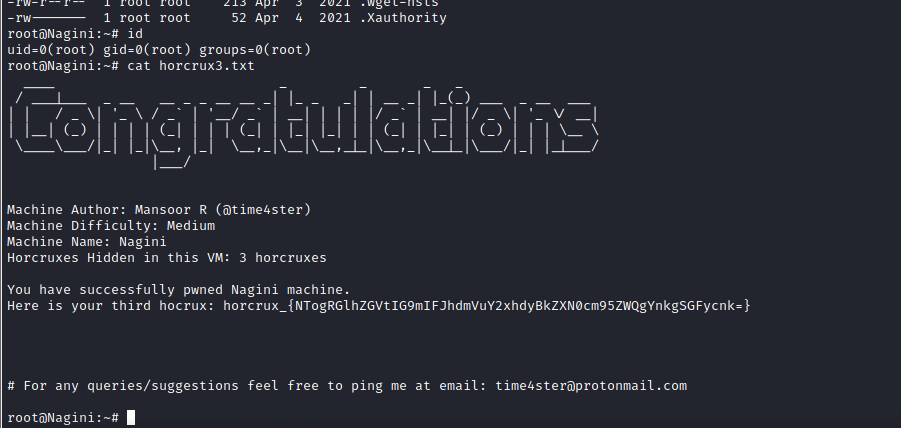 -rw-r--r-- 1 root root 213 Apr 3 2021 .wget-hsts
-rw------- 1 root root 52 Apr 4 2021 .Xauthority
root@Nagini:~# id
uid=0(root) gid=0(root) groups=0(root)
root@Nagini:~# cat horcrux3.txt
Congratulations
Machine Author: Mansoor R (@time4ster)
Machine Difficulty: Medium
Machine Name: Nagini
Horcruxes Hidden in this VM: 3 horcruxes
You have successfully pwned Nagini machine.
Here is your third hocrux: horcrux_{NTogRGlhZGVtIG9mIFJhdmVuY2xhdyBkZXN0cm95ZWQgYnkgSGFycnk=}
# For any queries/suggestions feel free to ping me at email: time4ster@protonmail.com
root@Nagini:~#